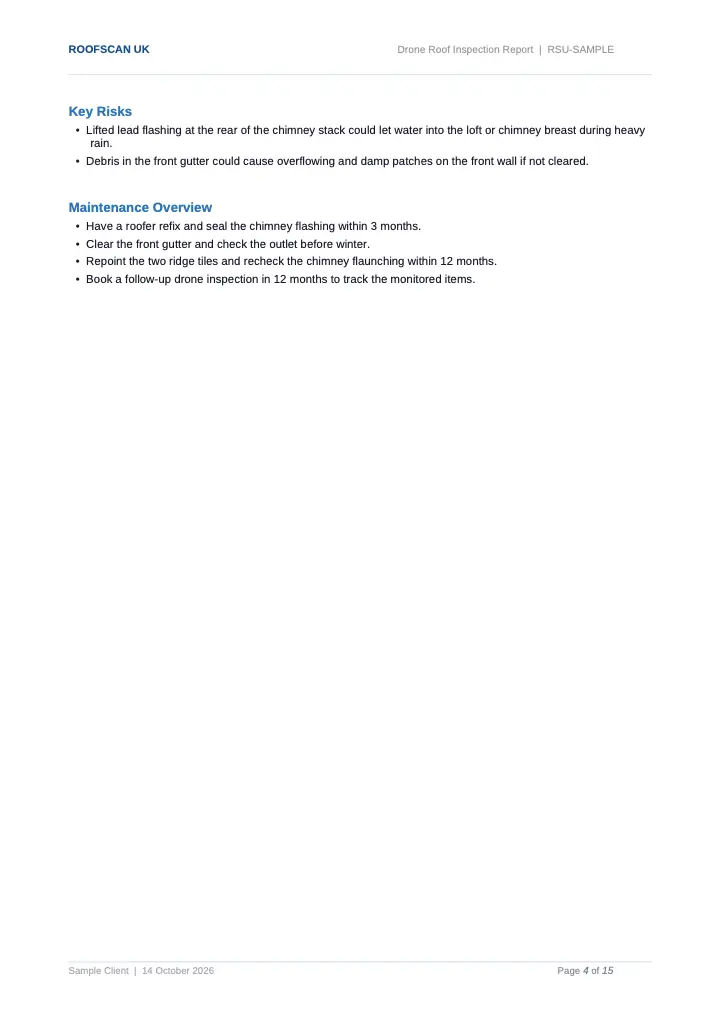 ROOFSCAN UK
Drone Roof Inspection Report | RSU-SAMPLE
Key Risks
• Lifted lead flashing at the rear of the chimney stack could let water into the loft or chimney breast during heavy
rain.
• Debris in the front gutter could cause overflowing and damp patches on the front wall if not cleared.
Maintenance Overview
• Have a roofer refix and seal the chimney flashing within 3 months.
• Clear the front gutter and check the outlet before winter.
• Repoint the two ridge tiles and recheck the chimney flaunching within 12 months.
• Book a follow-up drone inspection in 12 months to track the monitored items.
Sample Client | 14 October 2026
Page 4 of 15